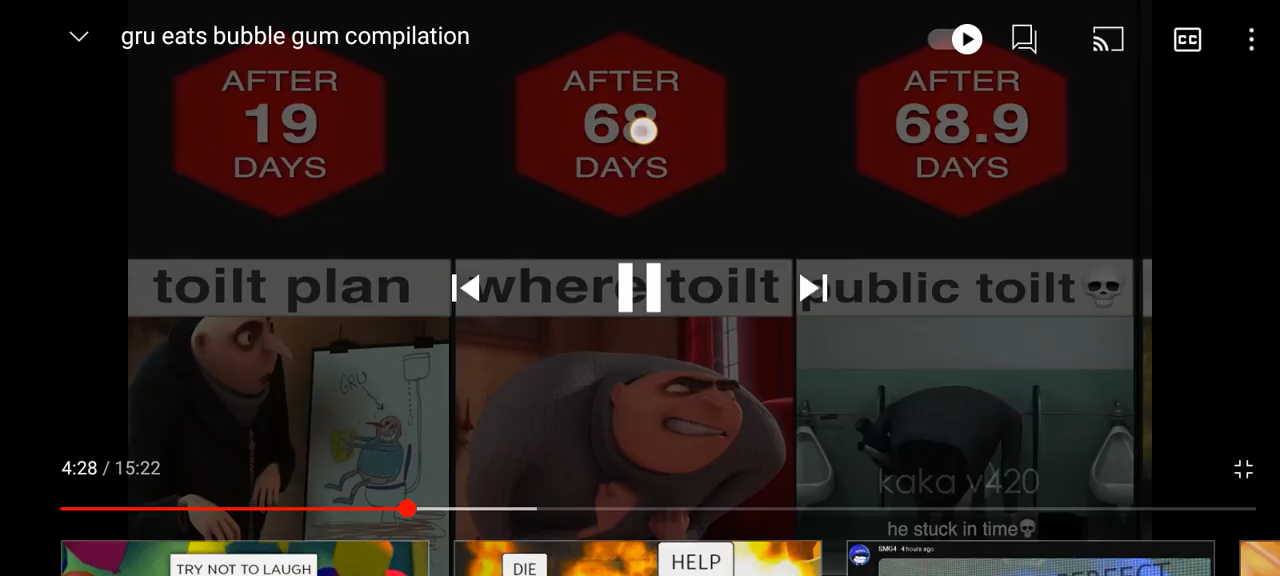 gru eats bubble gum compilation
CC
AFTER
19
DAYS
AFTER
68
DAYS
AFTER
68.9
DAYS
toilt plan
where toilt
public toilt💀
GRU
kaka v420
4:28 / 15:22
he stuck in time💀
TRY NOT TO LAUGH
DIE
HELP
SMG4 4 hours ago
PERFECT